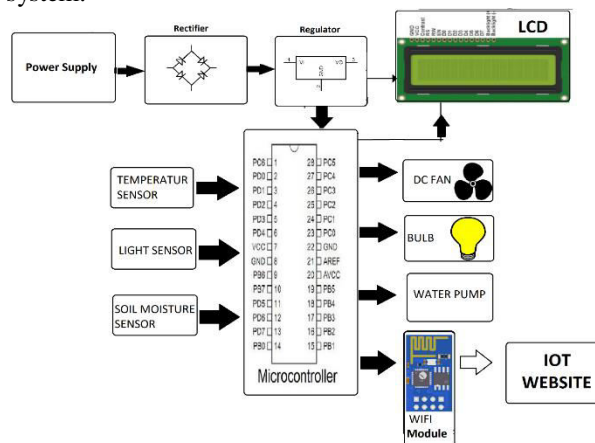 system.
Power Supply
Rectifier
Regulator
VI
VO
GND
LCD
TEMPERATUR
SENSOR
LIGHT SENSOR
SOIL MOISTURE
SENSOR
PC6 1 28 PC5
PD0 2 27 PC4
PD1 3 26 PC3
PD2 4 25 PC2
PD3 5 24 PC1
PD4 6 23 PC0
VCC 7 22 GND
GND 8 21 AREF
PB6 9 20 AVCC
PB7 10 19 PB5
PD5 11 18 PB4
PD6 12 17 PB3
PD7 13 16 PB2
PB0 14 15 PB1
Microcontroller
DC FAN
BULB
WATER PUMP
WIFI
Module
IOT
WEBSITE